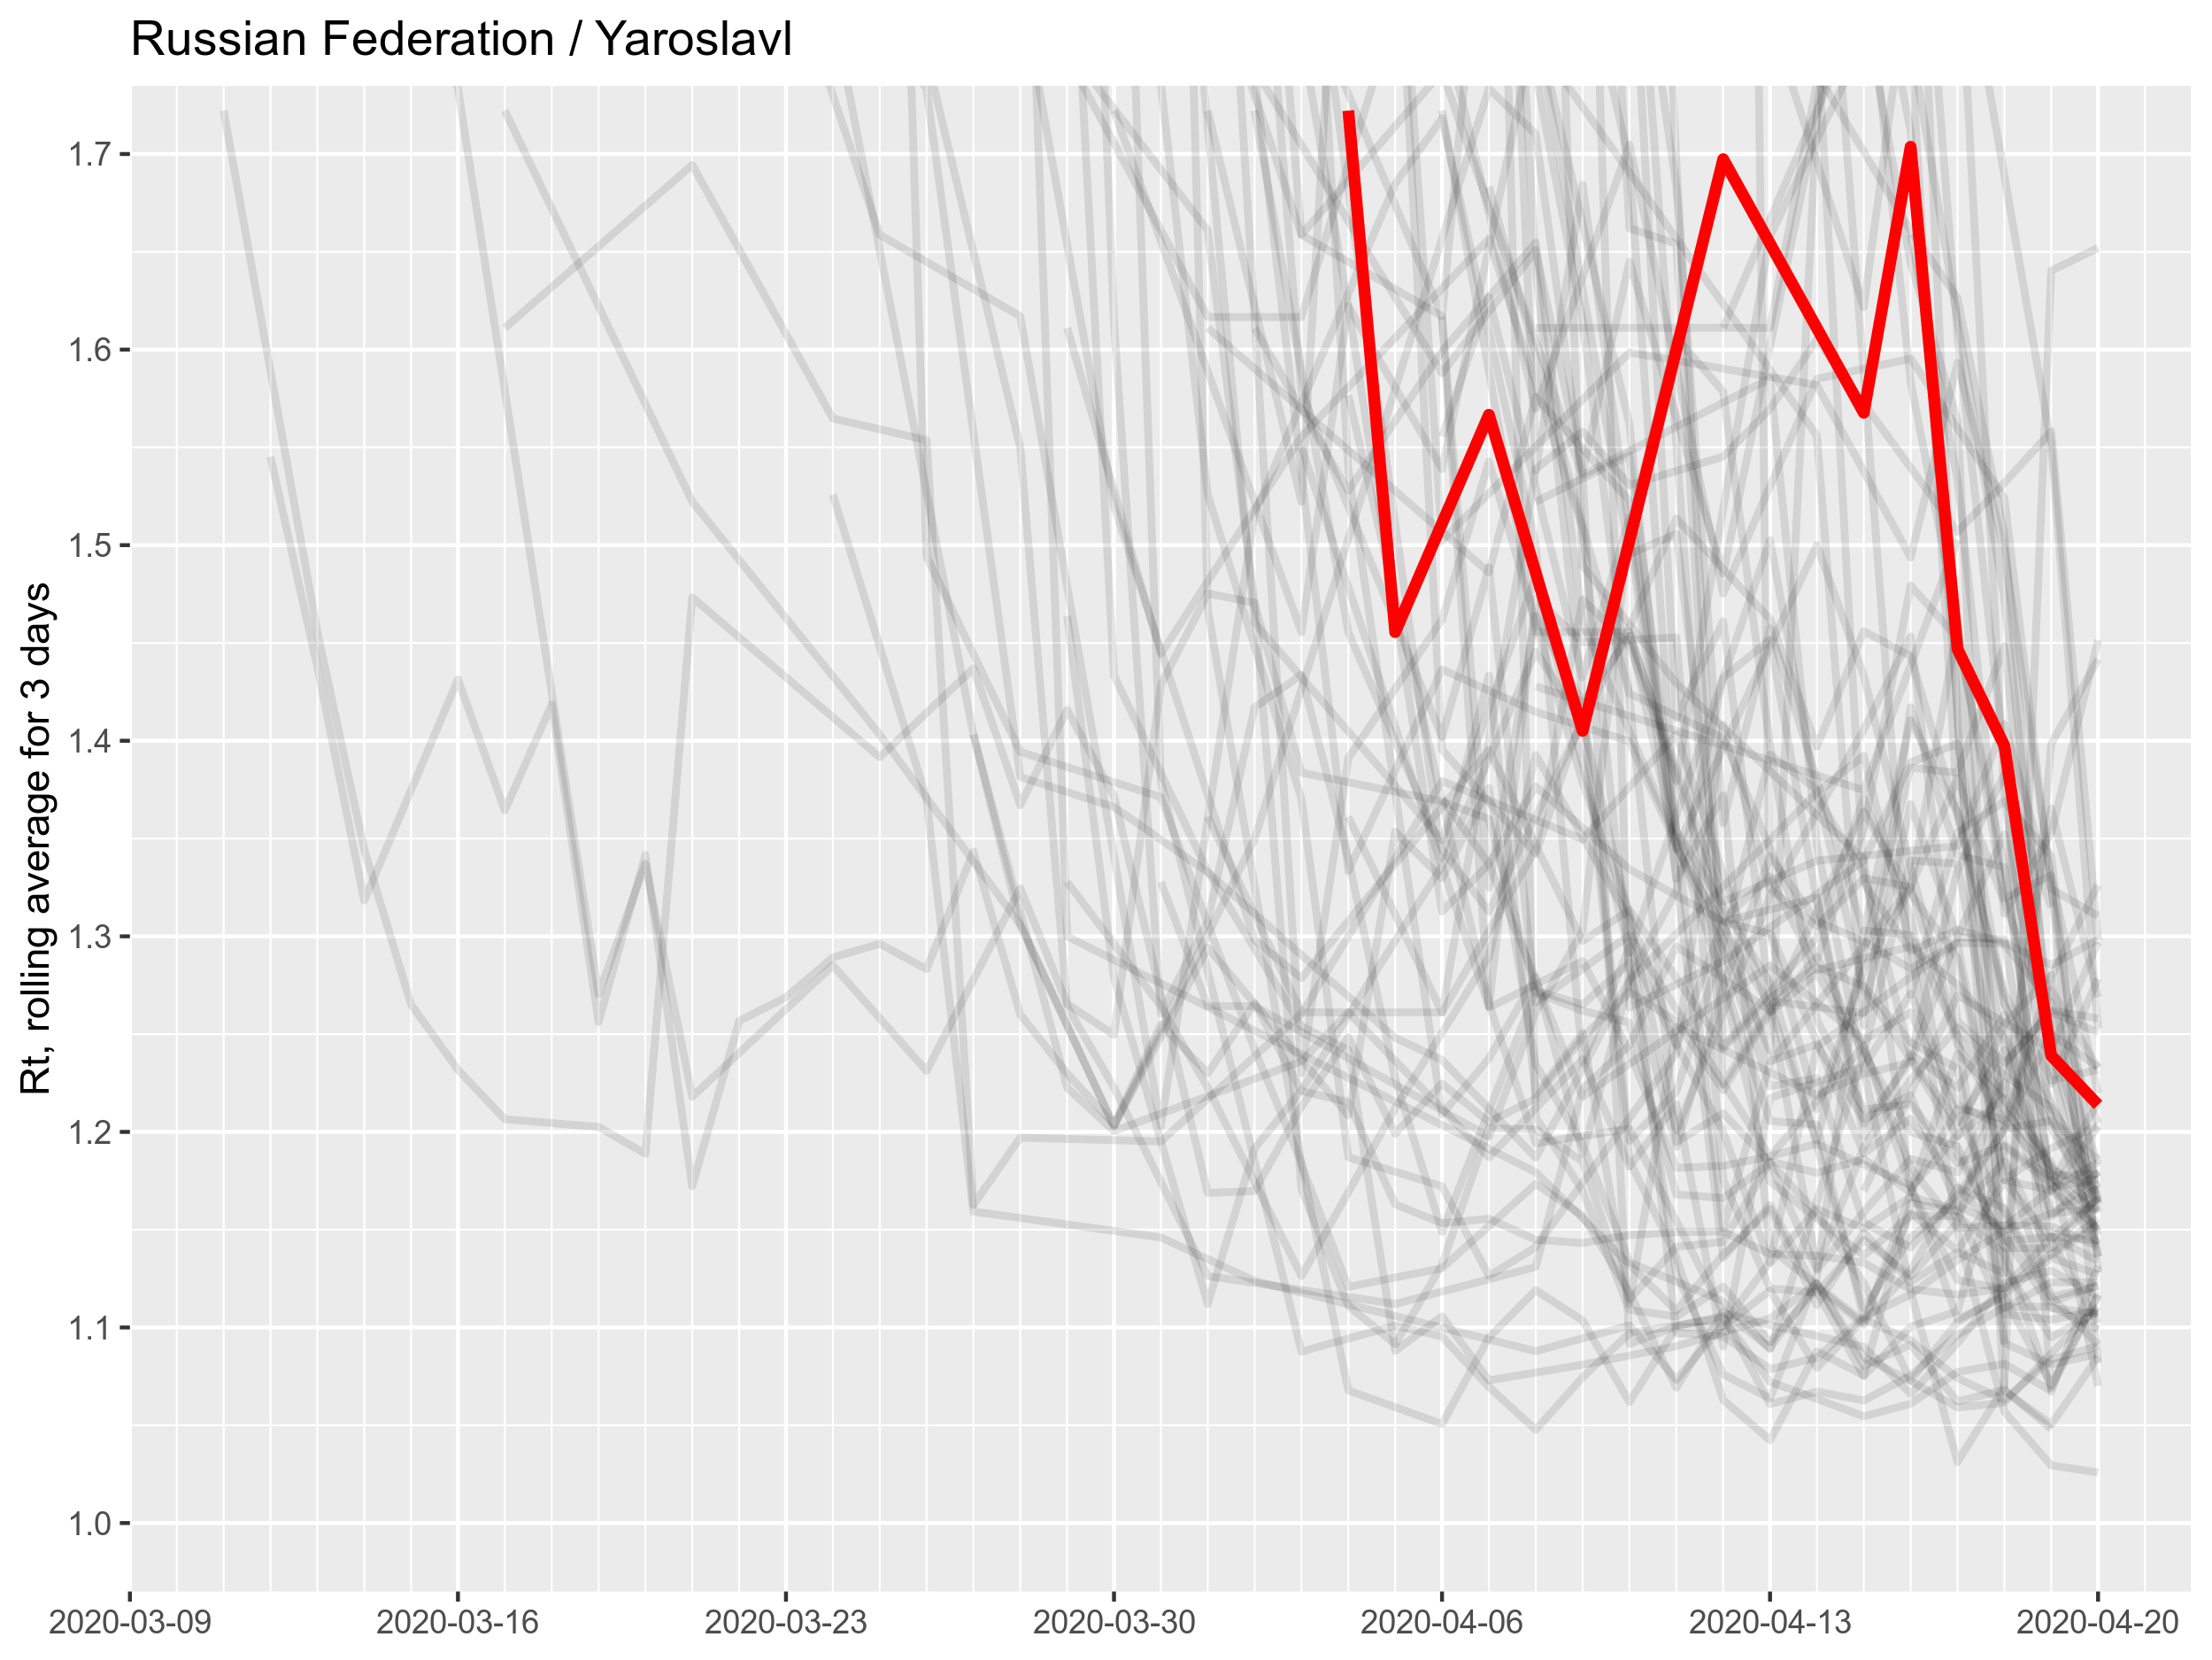 Russian Federation / Yaroslavl
Rt, rolling average for 3 days
1.7
1.6
1.5
1.4
1.3
1.2
1.1
1.0
2020-03-09 2020-03-16 2020-03-23 2020-03-30 2020-04-06 2020-04-13 2020-04-20